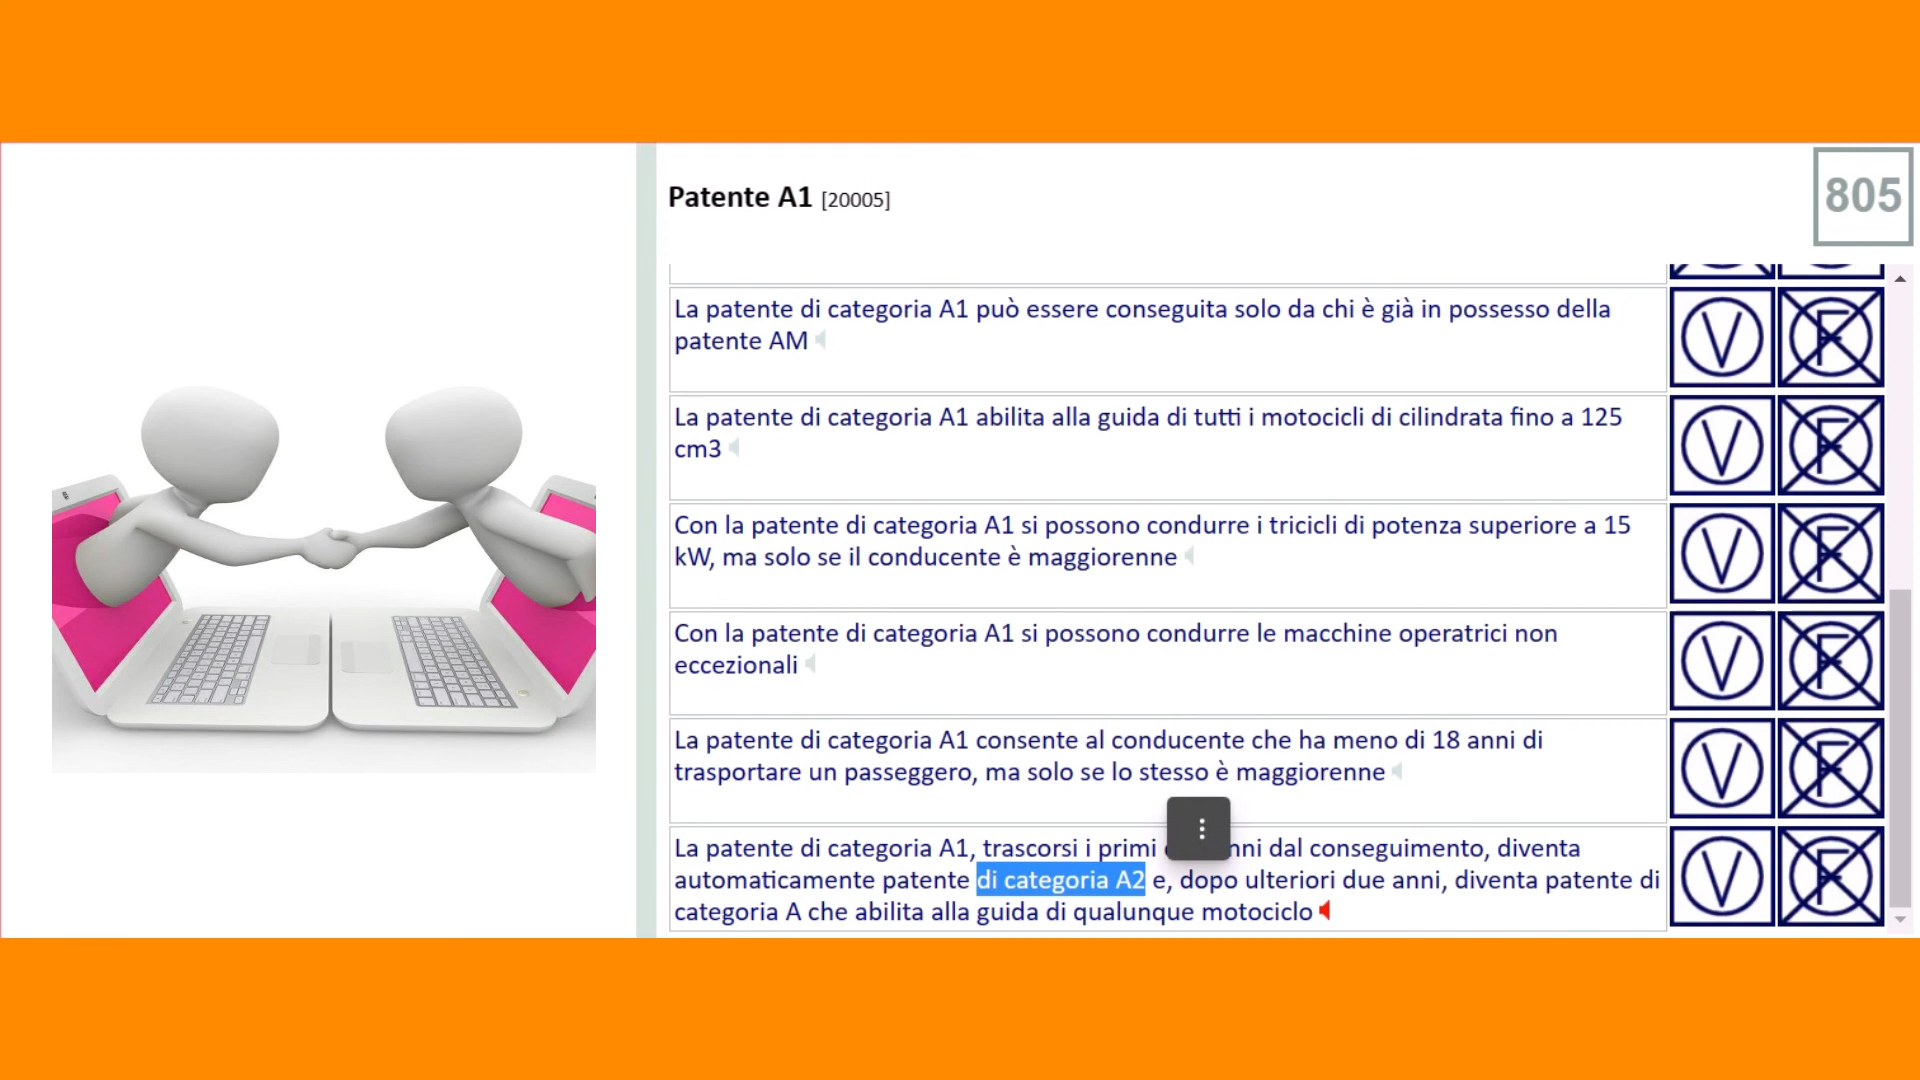 Patente A1 [20005]
805
La patente di categoria A1 può essere conseguita solo da chi è già in possesso della
patente AM
V F
La patente di categoria A1 abilita alla guida di tutti i motocicli di cilindrata fino a 125
cm3
V F
Con la patente di categoria A1 si possono condurre i tricicli di potenza superiore a 15
kW, ma solo se il conducente è maggiorenne
V F
Con la patente di categoria A1 si possono condurre le macchine operatrici non
eccezionali
V F
La patente di categoria A1 consente al conducente che ha meno di 18 anni di
trasportare un passeggero, ma solo se lo stesso è maggiorenne
V F
La patente di categoria A1, trascorsi i primi nni dal conseguimento, diventa
automaticamente patente di categoria A2 e, dopo ulteriori due anni, diventa patente di
categoria A che abilita alla guida di qualunque motociclo
V F